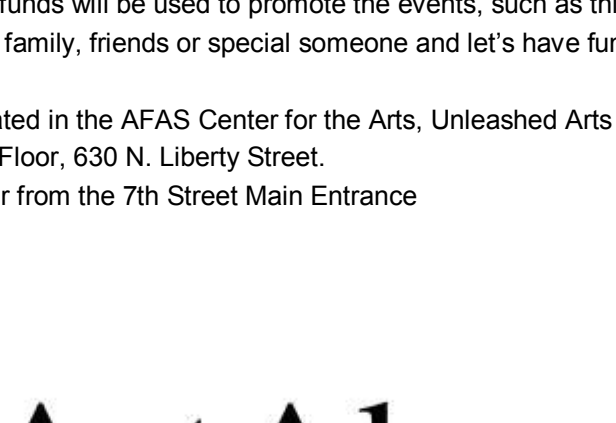 funds will be used to promote the events, such as
family, friends or special someone and let's have fun
in the AFAS Center for the Arts, Unleashed Arts
Floor, 630 N. Liberty Street.
from the 7th Street Main Entrance